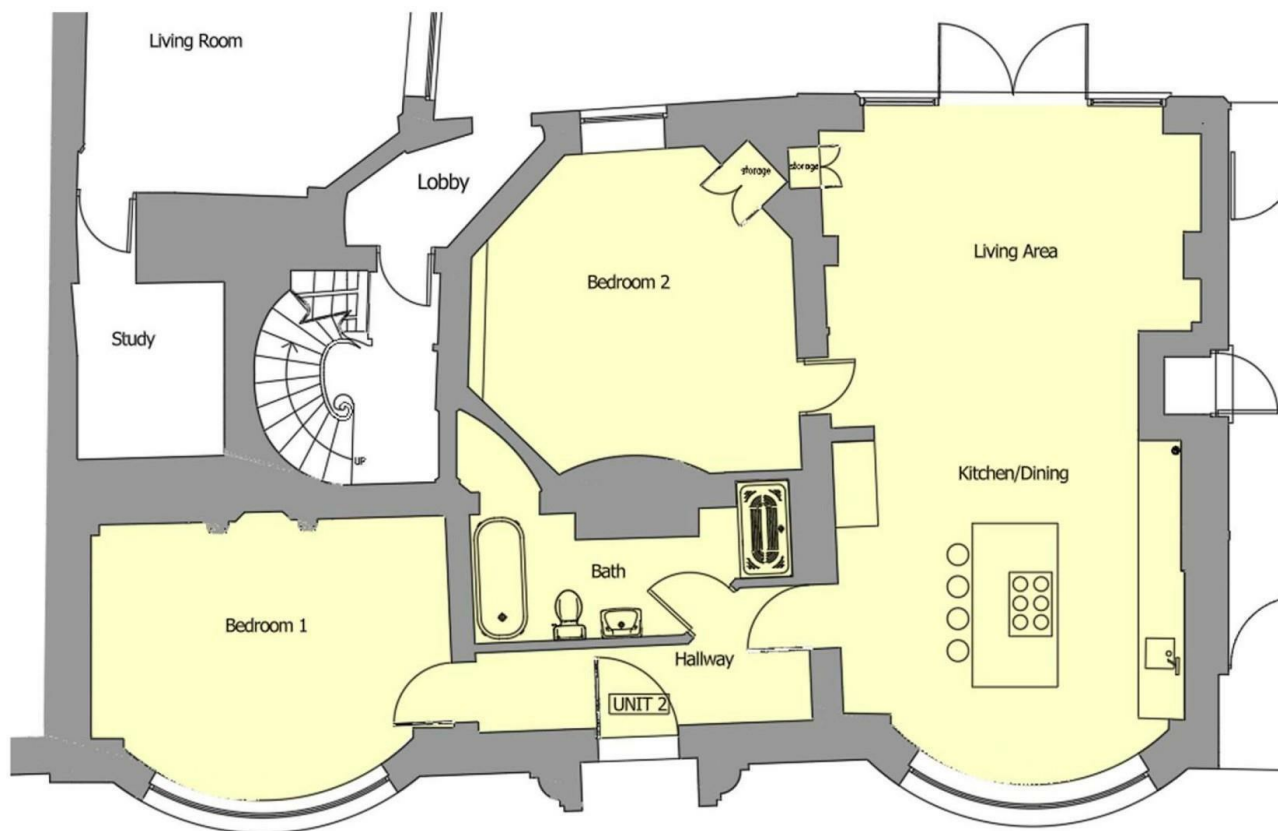 Living Room
Lobby
storage
storage
Living Area
Bedroom 2
Study
UP
Kitchen/Dining
Bath
Bedroom 1
Hallway
UNIT 2